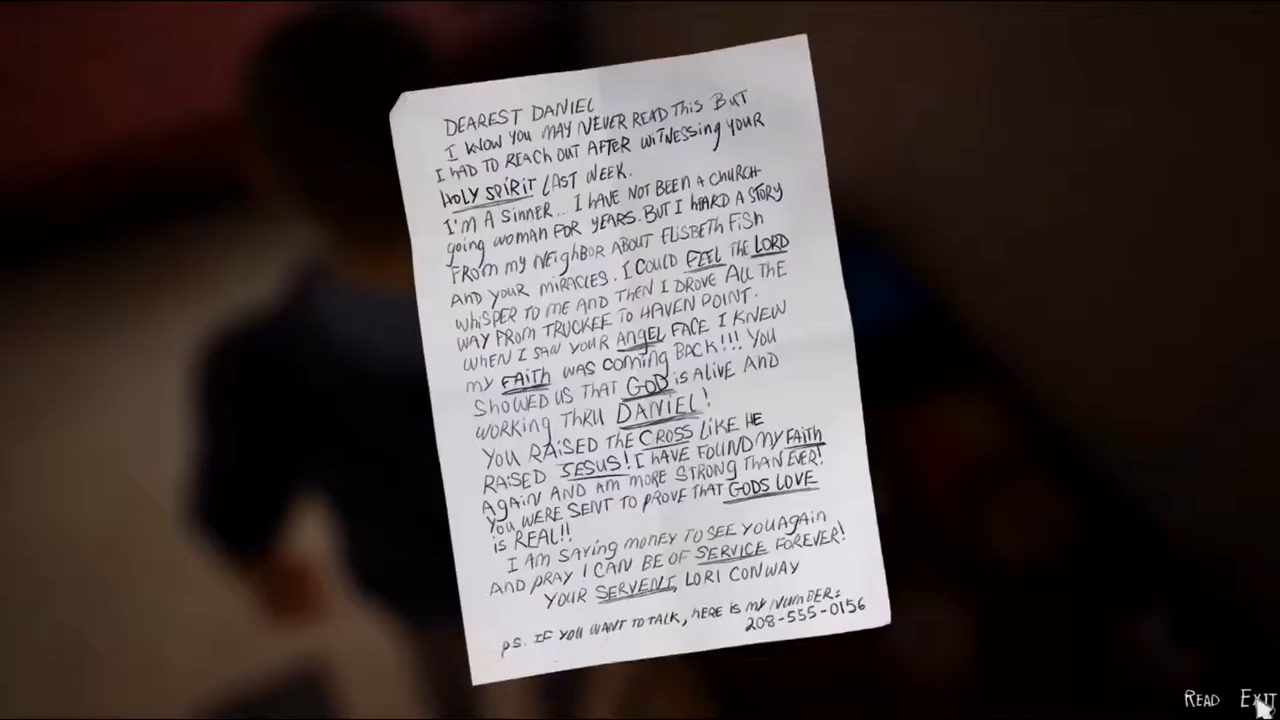 DEAREST DANIEL
I KNOW YOU MAY NEVER READ THIS BUT
I HAD TO REACH OUT AFTER WITNESSING YOUR
HOLY SPIRIT LAST WEEK.
I'M A SINNER... I HAVE NOT BEEN A CHURCH-
going WOMAN FOR YEARS. BUT I HEARD A STORY
FROM MY NEIGHBOR ABOUT ELISBETH FISH
AND YOUR MIRACLES. I COULD FEEL THE LORD
WHISPER TO ME AND THEN I DROVE ALL THE
WAY FROM TRUCKEE TO HAVEN POINT.
WHEN I SAW YOUR ANGEL FACE I KNEW
MY FAITH WAS COMING BACK!!! YOU
SHOWED US THAT GOD IS ALIVE AND
WORKING THRU DANIEL!
YOU RAISED THE CROSS LIKE HE
RAISED JESUS! I HAVE FOUND MY FAITH
AGAIN AND AM MORE STRONG THAN EVER!
YOU WERE SENT TO PROVE THAT GODS LOVE
is REAL!!
I AM SAVING MONEY TO SEE YOU AGAIN
AND PRAY I CAN BE OF SERVICE FOREVER!
YOUR SERVENT, LORI CONWAY
PS. IF YOU WANT TO TALK, HERE IS MY NUMBER:
208-555-0156
READ EXIT